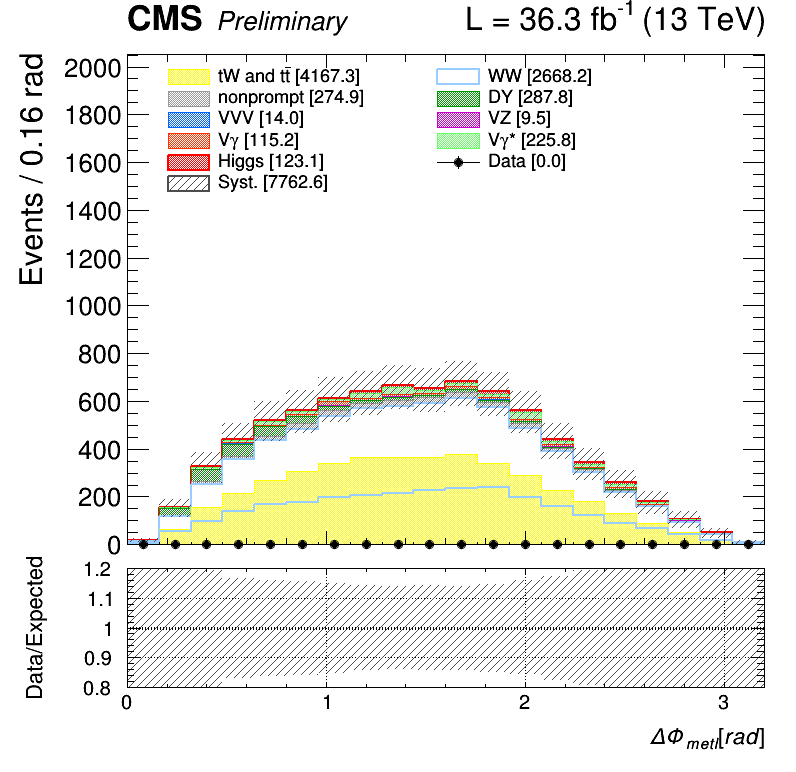 CMS Preliminary L = 36.3 fb⁻¹ (13 TeV)
Events / 0.16 rad
2000
1800
1600
1400
1200
1000
800
600
400
200
0
tW and tt̄ [4167.3]
nonprompt [274.9]
VVV [14.0]
Vγ [115.2]
Higgs [123.1]
Syst. [7762.6]
WW [2668.2]
DY [287.8]
VZ [9.5]
Vγ* [225.8]
Data [0.0]
Data/Expected
1.2
1.1
1
0.9
0.8
0 1 2 3
ΔΦ metl[rad]